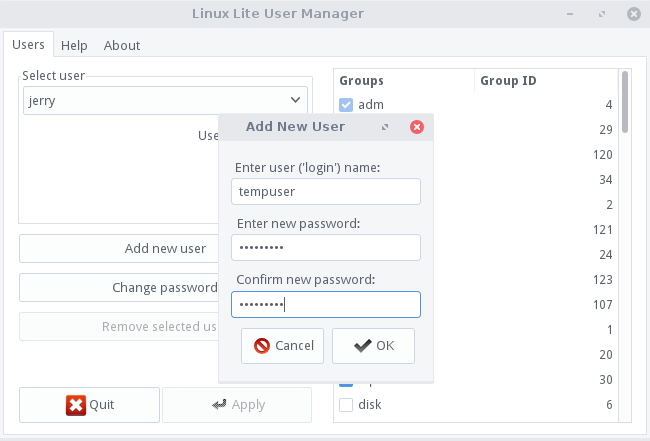 Linux Lite User Manager
Users Help About
Select user
jerry
Groups Group ID
adm 4
29
120
34
2
121
24
123
107
1
20
30
disk 6
Add new user
Change password
Remove selected us
Quit Apply
Add New User
Enter user ('login') name:
tempuser
Enter new password:
•••••••••
Confirm new password:
•••••••••
Cancel OK